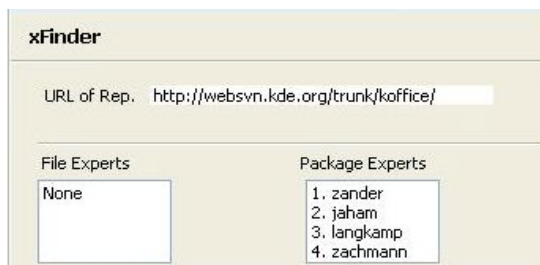 xFinder
URL of Rep. http://websvn.kde.org/trunk/koffice/
File Experts
None
Package Experts
1. zander
2. jaham
3. langkamp
4. zachmann